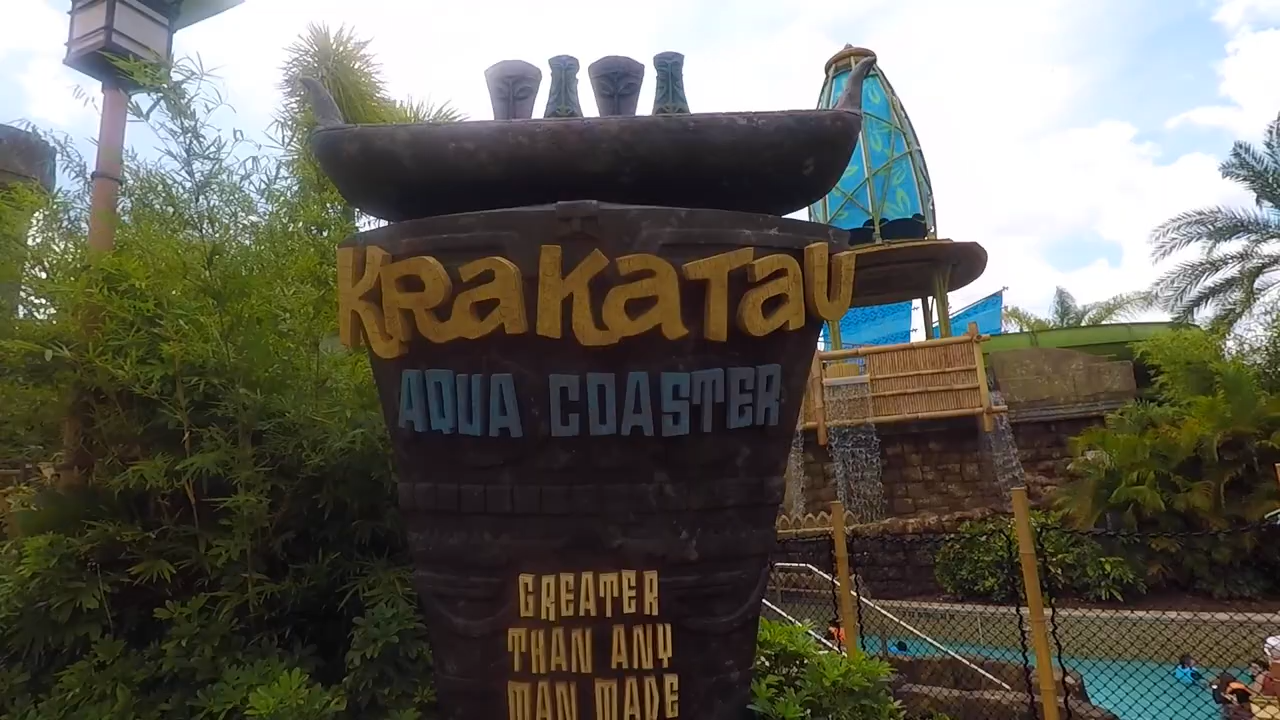 KRAKATAU
AQUA COASTER
GREATER
THAN ANY
MAN MADE